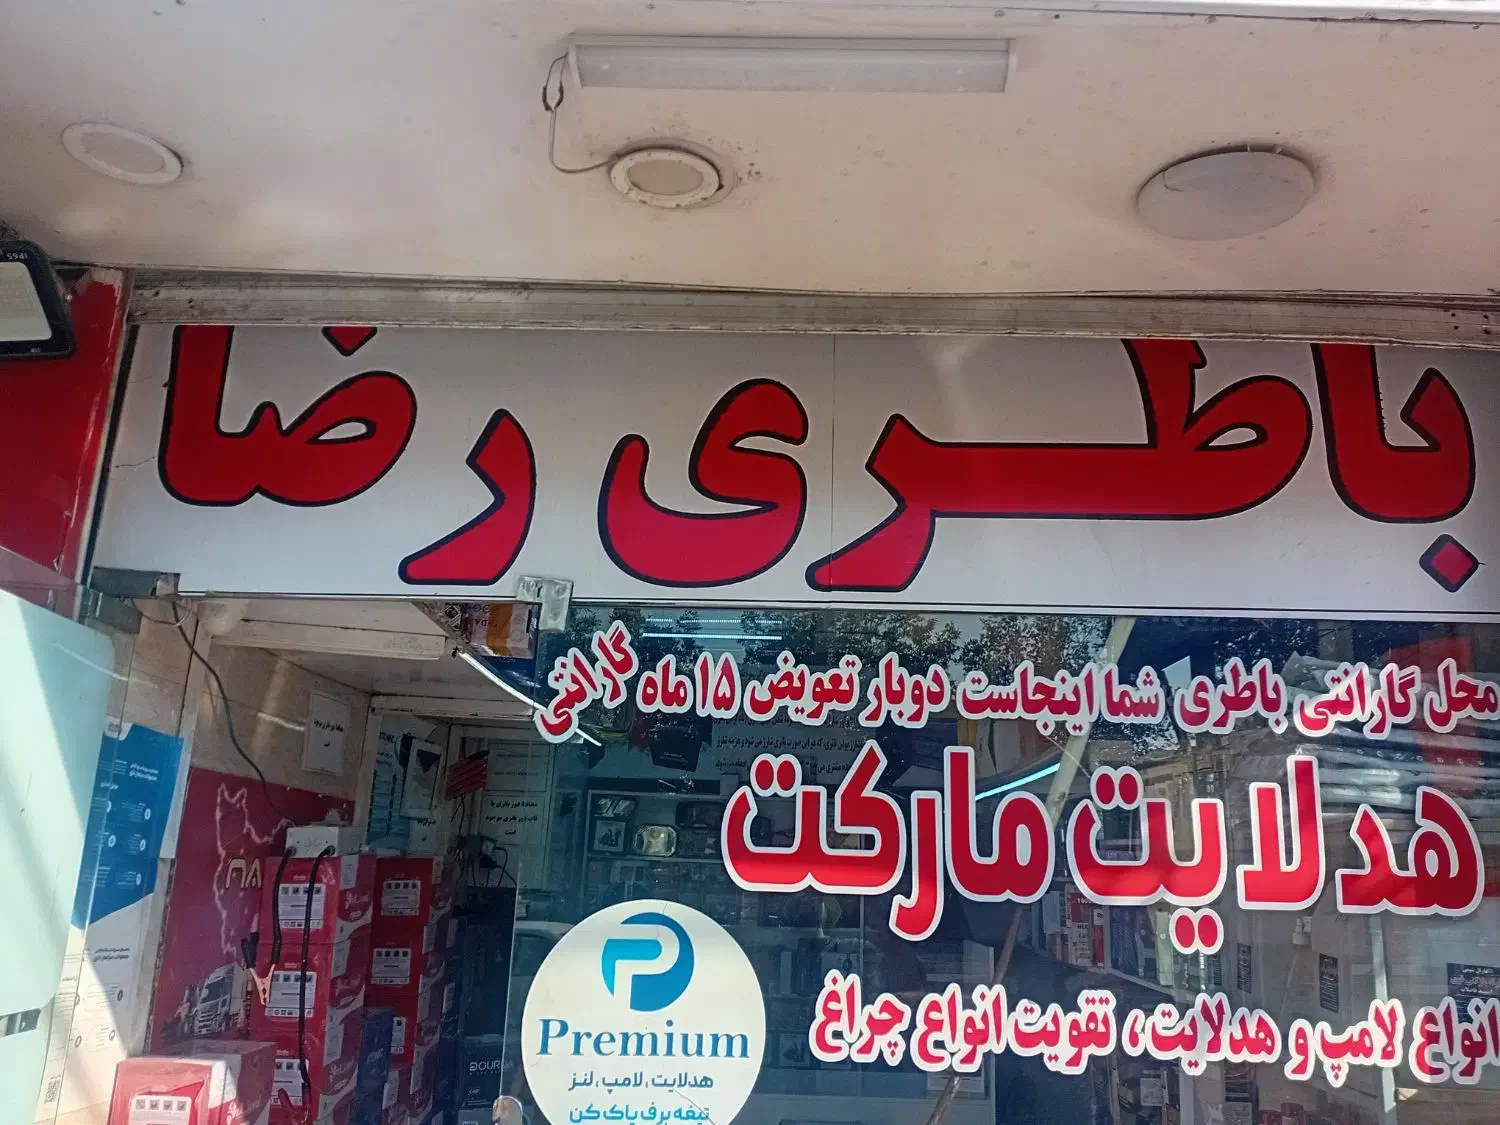 باطری رضا
محل گارانتی باطری شما اینجاست دوبار تعویض ۱۵ ماه گارانتی
هدلایت مارکت
انواع لامپ و هدلایت، تقویت انواع چراغ
Premium
هدلایت، لامپ، لنز
تیغه برف پاک کن
IP65